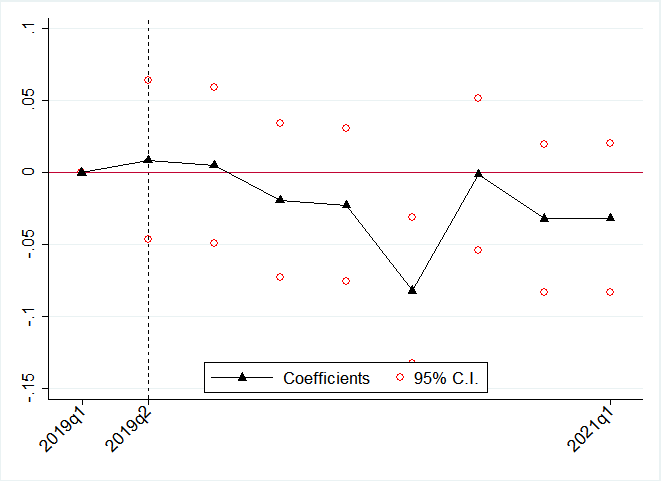 .1
.05
0
-.05
-.1
-.15
2019q1
2019q2
2021q1
Coefficients
95% C.I.